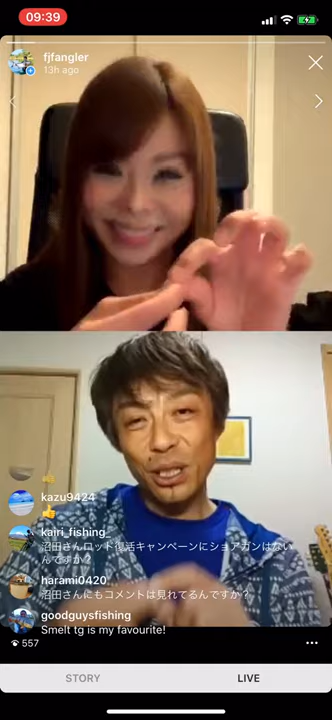 09:39
fjfangler
13h ago
kazu9424
👍
kairi_fishing_
沼田さんロッド復活キャンペーンにショアガンはない
んですか？
harami0420
沼田さんにもコメントは見れてるんですか？
goodguysfishing
Smelt tg is my favourite!
557
STORY
LIVE